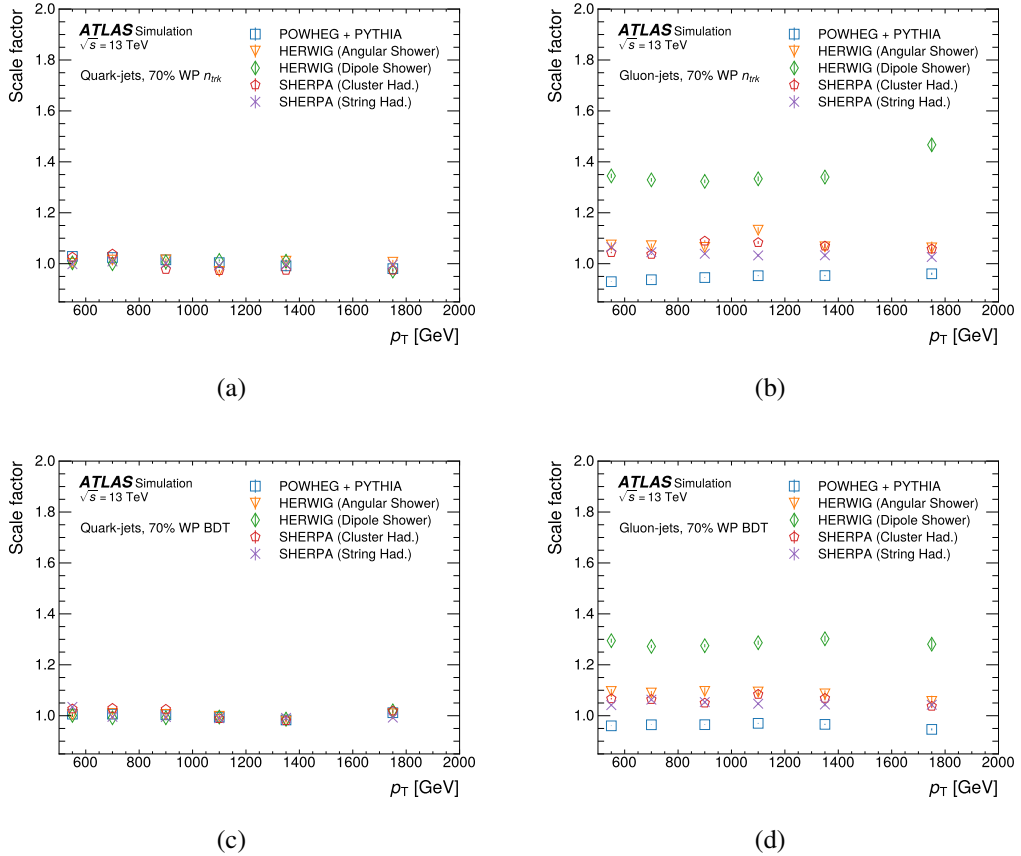 Scale factor
2.0
1.8
1.6
1.4
1.2
1.0
ATLAS Simulation
√s = 13 TeV
Quark-jets, 70% WP n_trk
POWHEG + PYTHIA
HERWIG (Angular Shower)
HERWIG (Dipole Shower)
SHERPA (Cluster Had.)
SHERPA (String Had.)
600 800 1000 1200 1400 1600 1800 2000
p_T [GeV]
(a)
Scale factor
2.0
1.8
1.6
1.4
1.2
1.0
ATLAS Simulation
√s = 13 TeV
Gluon-jets, 70% WP n_trk
POWHEG + PYTHIA
HERWIG (Angular Shower)
HERWIG (Dipole Shower)
SHERPA (Cluster Had.)
SHERPA (String Had.)
600 800 1000 1200 1400 1600 1800 2000
p_T [GeV]
(b)
Scale factor
2.0
1.8
1.6
1.4
1.2
1.0
ATLAS Simulation
√s = 13 TeV
Quark-jets, 70% WP BDT
POWHEG + PYTHIA
HERWIG (Angular Shower)
HERWIG (Dipole Shower)
SHERPA (Cluster Had.)
SHERPA (String Had.)
600 800 1000 1200 1400 1600 1800 2000
p_T [GeV]
(c)
Scale factor
2.0
1.8
1.6
1.4
1.2
1.0
ATLAS Simulation
√s = 13 TeV
Gluon-jets, 70% WP BDT
POWHEG + PYTHIA
HERWIG (Angular Shower)
HERWIG (Dipole Shower)
SHERPA (Cluster Had.)
SHERPA (String Had.)
600 800 1000 1200 1400 1600 1800 2000
p_T [GeV]
(d)